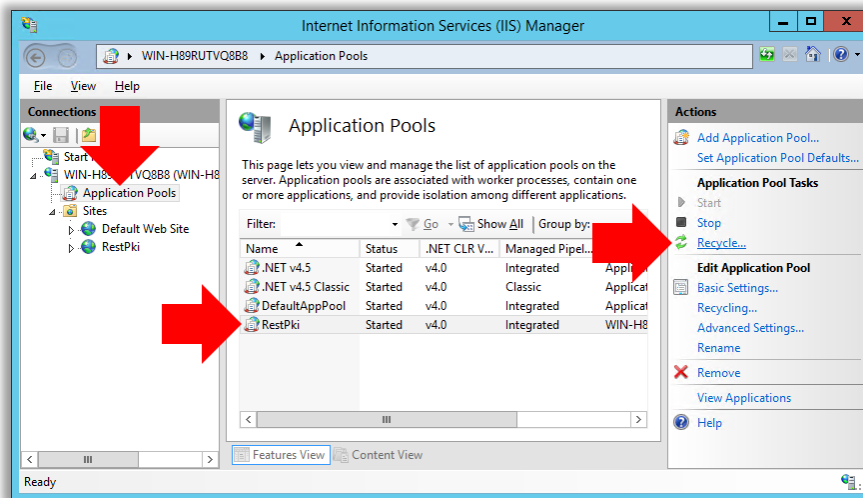 Internet Information Services (IIS) Manager
WIN-H89RUTVQ8B8
Application Pools
File View Help
Connections
Start
WIN-H8 TVQ8B8 (WIN-H8
Application Pools
Sites
Default Web Site
RestPki
Application Pools
This page lets you view and manage the list of application pools on the
server. Application pools are associated with worker processes, contain one
or more applications, and provide isolation among different applications.
Filter: Go Show All Group by:
Name Status .NET CLR V... Managed Pipel...
.NET v4.5 Started v4.0 Integrated Applicat
.NET v4.5 Classic Started v4.0 Classic Applicat
DefaultAppPool Started v4.0 Integrated Applicat
RestPki Started v4.0 Integrated WIN-H8
Features View Content View
Actions
Add Application Pool...
Set Application Pool Defaults...
Application Pool Tasks
Start
Stop
Recycle...
Edit Application Pool
Basic Settings...
Recycling...
Advanced Settings...
Rename
Remove
View Applications
Help
Ready